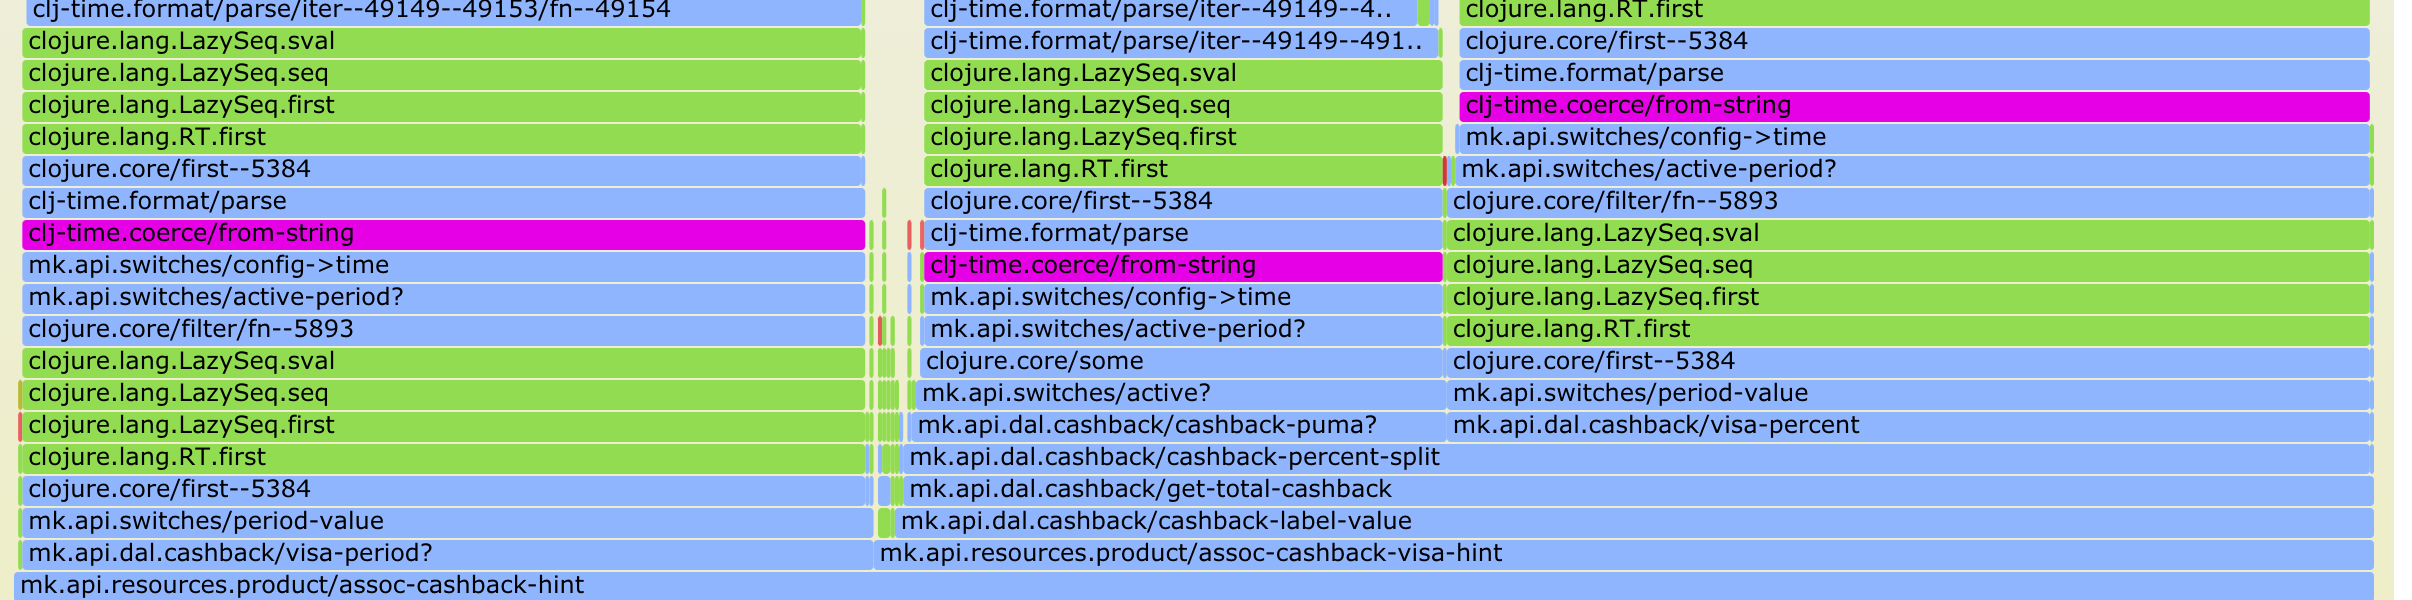 clj-time.format/parse/iter--49149--49153/fn--49154 clj-time.format/parse/iter--49149--4.. clojure.lang.RT.first
clojure.lang.LazySeq.sval clj-time.format/parse/iter--49149--491.. clojure.core/first--5384
clojure.lang.LazySeq.seq clojure.lang.LazySeq.sval clj-time.format/parse
clojure.lang.LazySeq.first clojure.lang.LazySeq.seq clj-time.coerce/from-string
clojure.lang.RT.first clojure.lang.LazySeq.first mk.api.switches/config->time
clojure.core/first--5384 clojure.lang.RT.first mk.api.switches/active-period?
clj-time.format/parse clojure.core/first--5384 clojure.core/filter/fn--5893
clj-time.coerce/from-string clj-time.format/parse clojure.lang.LazySeq.sval
mk.api.switches/config->time clj-time.coerce/from-string clojure.lang.LazySeq.seq
mk.api.switches/active-period? mk.api.switches/config->time clojure.lang.LazySeq.first
clojure.core/filter/fn--5893 mk.api.switches/active-period? clojure.lang.RT.first
clojure.lang.LazySeq.sval clojure.core/some clojure.core/first--5384
clojure.lang.LazySeq.seq mk.api.switches/active? mk.api.switches/period-value
clojure.lang.LazySeq.first mk.api.dal.cashback/cashback-puma? mk.api.dal.cashback/visa-percent
clojure.lang.RT.first mk.api.dal.cashback/cashback-percent-split
clojure.core/first--5384 mk.api.dal.cashback/get-total-cashback
mk.api.switches/period-value mk.api.dal.cashback/cashback-label-value
mk.api.dal.cashback/visa-period? mk.api.resources.product/assoc-cashback-visa-hint
mk.api.resources.product/assoc-cashback-hint